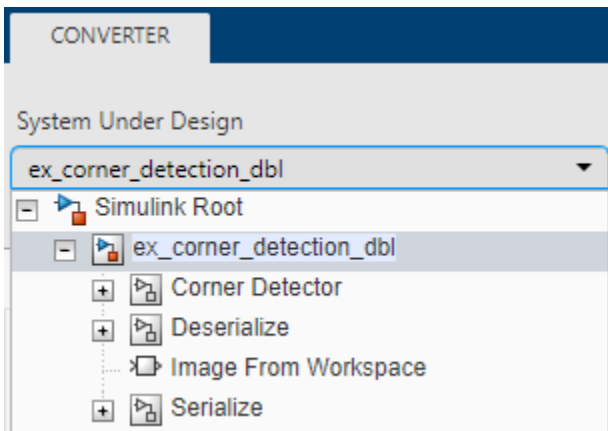 CONVERTER
System Under Design
ex_corner_detection_dbl
Simulink Root
ex_corner_detection_dbl
Corner Detector
Deserialize
Image From Workspace
Serialize